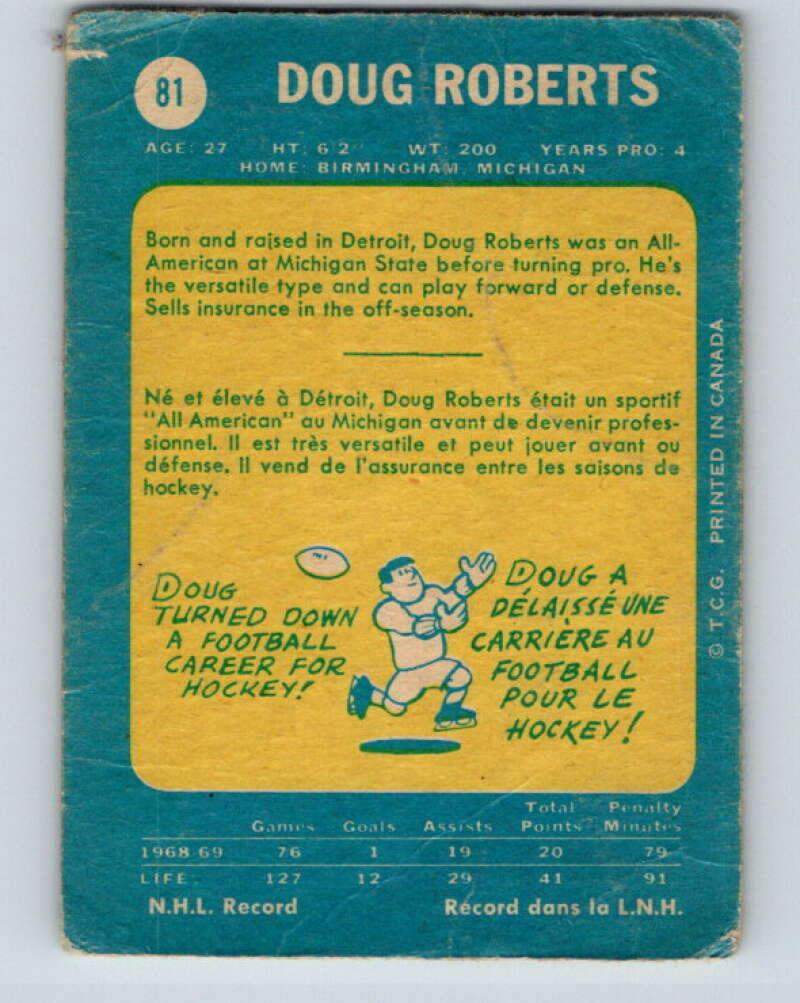 81
DOUG ROBERTS
AGE: 27 HT: 6 2" WT: 200 YEARS PRO: 4
HOME: BIRMINGHAM, MICHIGAN
Born and raised in Detroit, Doug Roberts was an All-
American at Michigan State before turning pro. He's
the versatile type and can play forward or defense.
Sells insurance in the off-season.
Né et élevé à Détroit, Doug Roberts était un sportif
"All American" au Michigan avant de devenir profes-
sionnel. Il est très versatile et peut jouer avant ou
défense. Il vend de l'assurance entre les saisons de
hockey.
DOUG
TURNED DOWN
A FOOTBALL
CAREER FOR
HOCKEY!
DOUG A
DÉLAISSÉ UNE
CARRIÈRE AU
FOOTBALL
POUR LE
HOCKEY!
© T.C.G. PRINTED IN CANADA
Total Penalty
Games Goals Assists Points Minutes
1968-69 76 1 19 20 79
LIFE 127 12 29 41 91
N.H.L. Record Record dans la L.N.H.